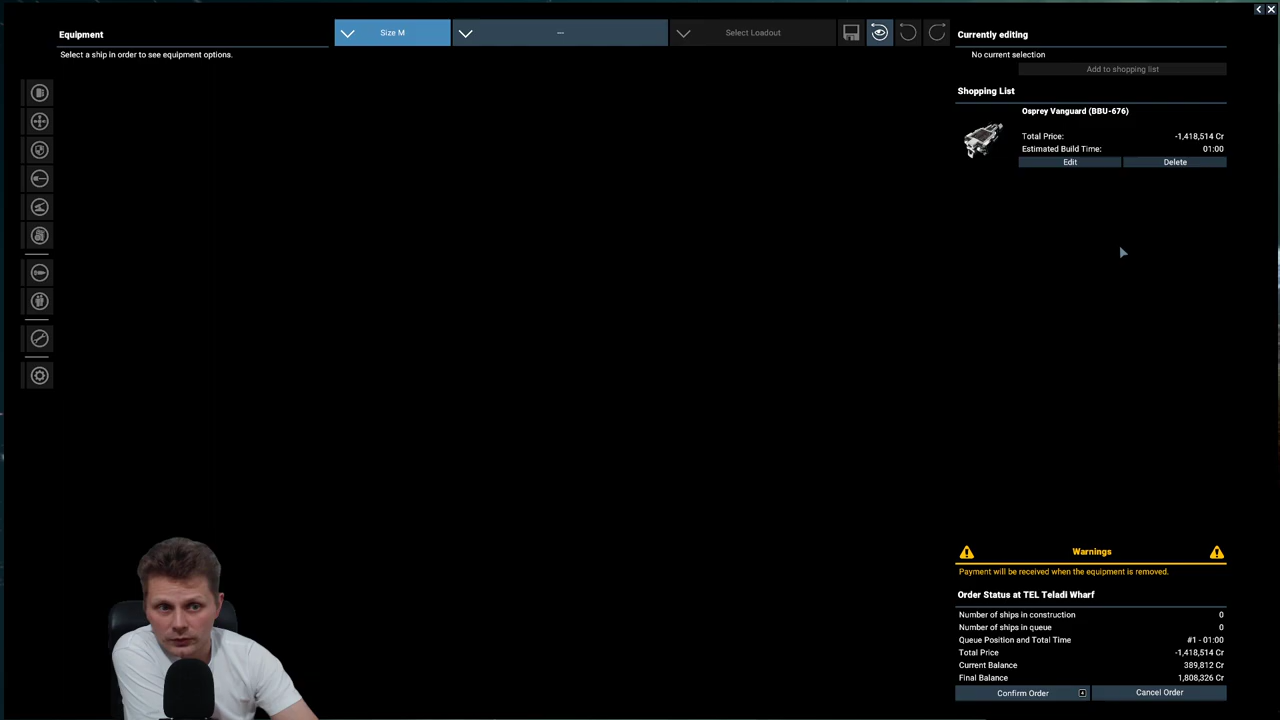 Equipment
Select a ship in order to see equipment options.
Size M
--
Select Loadout
Currently editing
No current selection
Add to shopping list
Shopping List
Osprey Vanguard (BBU-676)
Total Price: -1,418,514 Cr
Estimated Build Time: 01:00
Edit Delete
Warnings
Payment will be received when the equipment is removed.
Order Status at TEL Teladi Wharf
Number of ships in construction 0
Number of ships in queue 0
Queue Position and Total Time #1 - 01:00
Total Price -1,418,514 Cr
Current Balance 389,812 Cr
Final Balance 1,808,326 Cr
Confirm Order Cancel Order